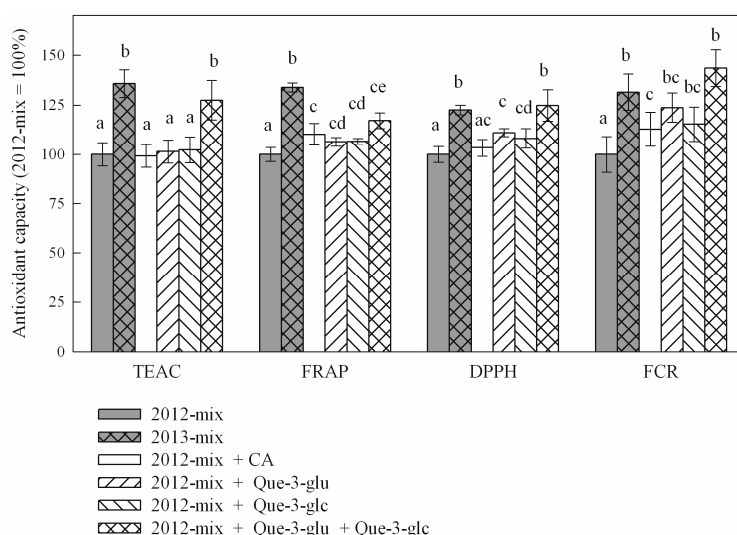 Antioxidant capacity (2012-mix = 100%)
150
125
100
75
50
25
0
a b a a a b
a b c cd cd ce
a b ac c cd b
a b c bc bc b
TEAC FRAP DPPH FCR
2012-mix
2013-mix
2012-mix + CA
2012-mix + Que-3-glu
2012-mix + Que-3-glc
2012-mix + Que-3-glu + Que-3-glc